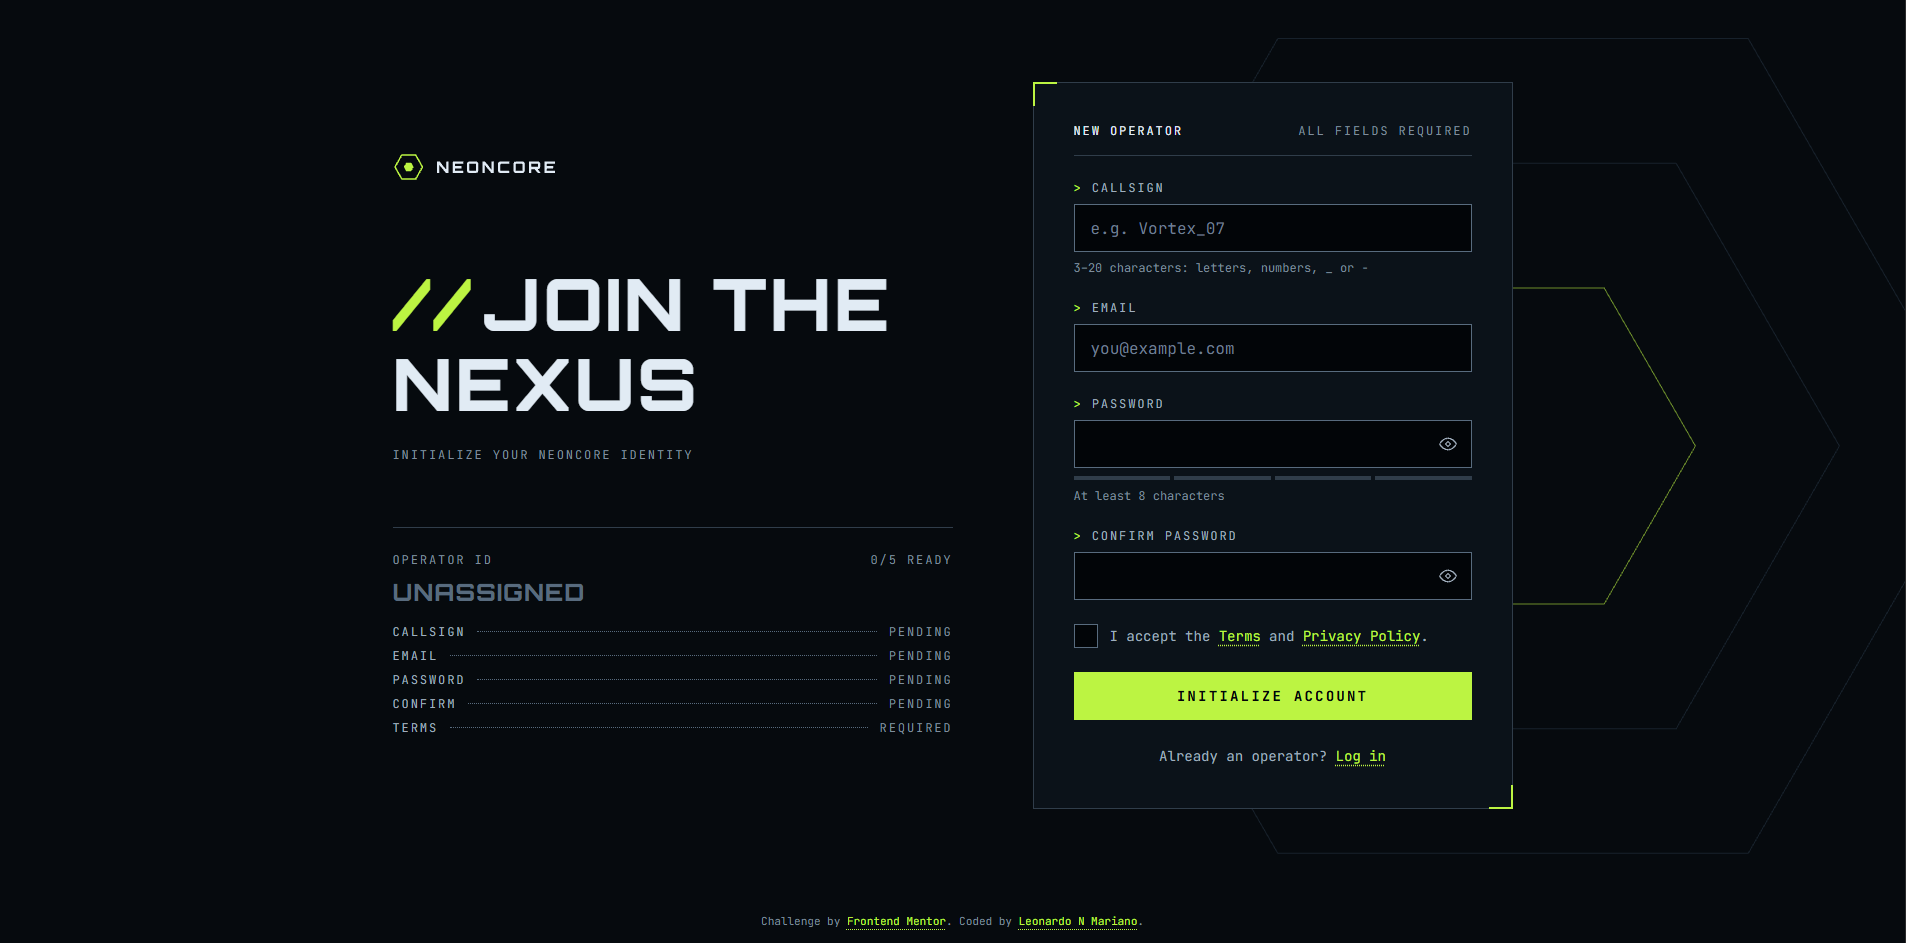 NEONCORE
// JOIN THE
NEXUS
INITIALIZE YOUR NEONCORE IDENTITY
OPERATOR ID 0/5 READY
UNASSIGNED
CALLSIGN PENDING
EMAIL PENDING
PASSWORD PENDING
CONFIRM PENDING
TERMS REQUIRED
NEW OPERATOR ALL FIELDS REQUIRED
> CALLSIGN
e.g. Vortex_07
3–20 characters: letters, numbers, _ or -
> EMAIL
you@example.com
> PASSWORD
At least 8 characters
> CONFIRM PASSWORD
I accept the Terms and Privacy Policy.
INITIALIZE ACCOUNT
Already an operator? Log in
Challenge by Frontend Mentor. Coded by Leonardo N Mariano.